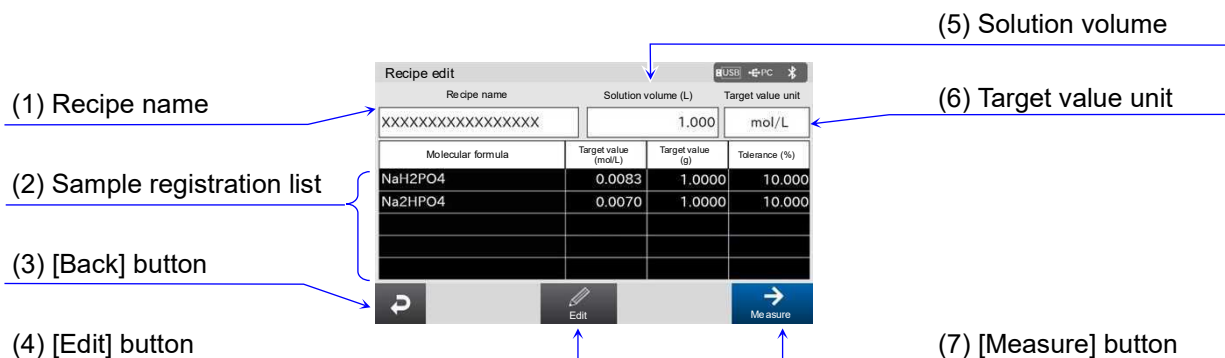 (5) Solution volume
Recipe edit
USB PC
(1) Recipe name
Recipe name
Solution volume (L)
Target value unit
(6) Target value unit
XXXXXXXXXXXXXXXXX
1.000
mol/L
Molecular formula
Target value (mol/L)
Target value (g)
Tolerance (%)
(2) Sample registration list
NaH2PO4 0.0083 1.0000 10.000
Na2HPO4 0.0070 1.0000 10.000
(3) [Back] button
Edit
Measure
(4) [Edit] button
(7) [Measure] button